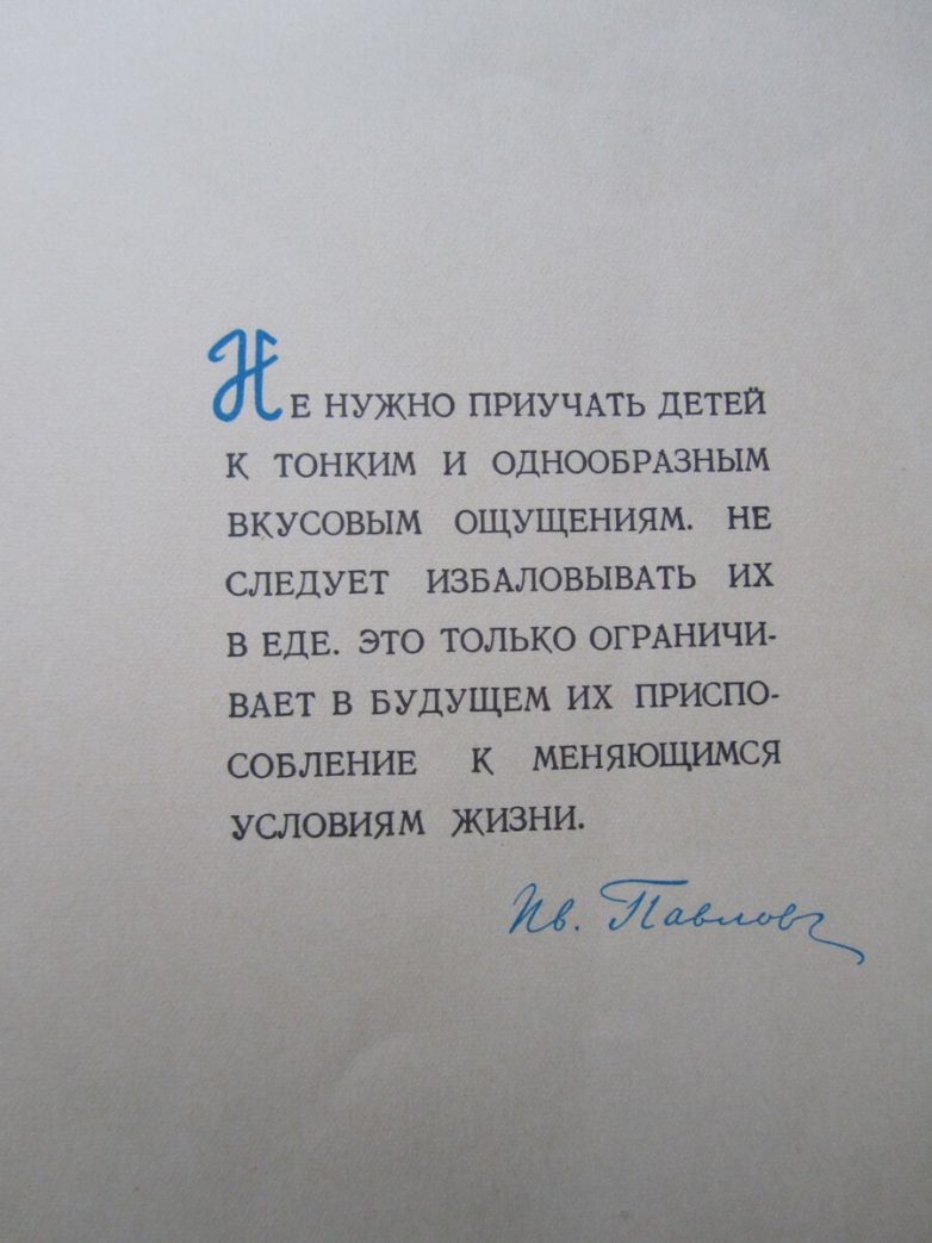 Не нужно приучать детей
к тонким и однообразным
вкусовым ощущениям. Не
следует избаловывать их
в еде. Это только ограничи-
вает в будущем их приспо-
собление к меняющимся
условиям жизни.
Ив. Павловъ